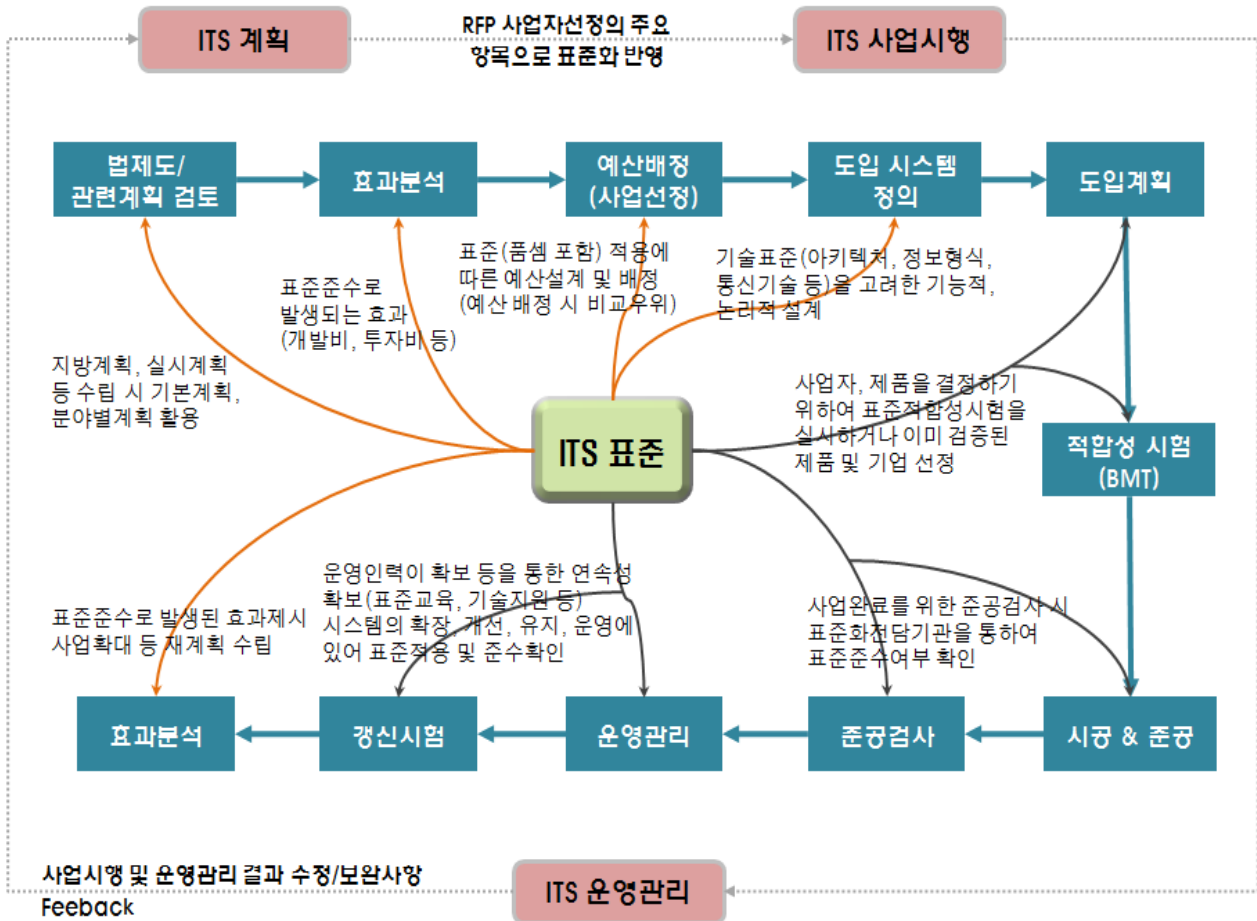 ITS 계획
RFP 사업자선정의 주요
항목으로 표준화 반영
ITS 사업시행
법제도/
관련계획 검토
효과분석
예산배정
(사업선정)
도입 시스템
정의
도입계획
표준(품셈 포함) 적용에
따른 예산설계 및 배정
(예산 배정 시 비교우위)
기술표준(아키텍처, 정보형식,
통신기술 등)을 고려한 기능적,
논리적 설계
표준준수로
발생되는 효과
(개발비, 투자비 등)
지방계획, 실시계획
등 수립 시 기본계획,
분야별계획 활용
사업자, 제품을 결정하기
위하여 표준적합성시험을
실시하거나 이미 검증된
제품 및 기업 선정
ITS 표준
적합성 시험
(BMT)
운영인력이 확보 등을 통한 연속성
확보(표준교육, 기술지원 등)
시스템의 확장, 개선, 유지, 운영에
있어 표준적용 및 준수확인
표준준수로 발생된 효과제시
사업확대 등 재계획 수립
사업완료를 위한 준공검사 시
표준화전담기관을 통하여
표준준수여부 확인
효과분석
갱신시험
운영관리
준공검사
시공 & 준공
사업시행 및 운영관리 결과 수정/보완사항
Feeback
ITS 운영관리